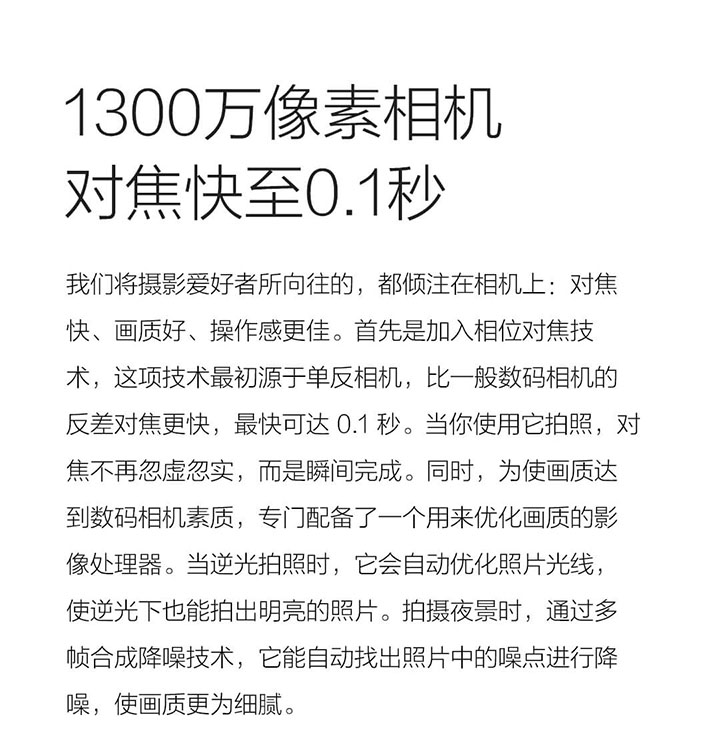 1300万像素相机
对焦快至0.1秒
我们将摄影爱好者所向往的，都倾注在相机上：对焦
快、画质好、操作感更佳。首先是加入相位对焦技
术，这项技术最初源于单反相机，比一般数码相机的
反差对焦更快，最快可达 0.1 秒。当你使用它拍照，对
焦不再忽虚忽实，而是瞬间完成。同时，为使画质达
到数码相机素质，专门配备了一个用来优化画质的影
像处理器。当逆光拍照时，它会自动优化照片光线，
使逆光下也能拍出明亮的照片。拍摄夜景时，通过多
帧合成降噪技术，它能自动找出照片中的噪点进行降
噪，使画质更为细腻。